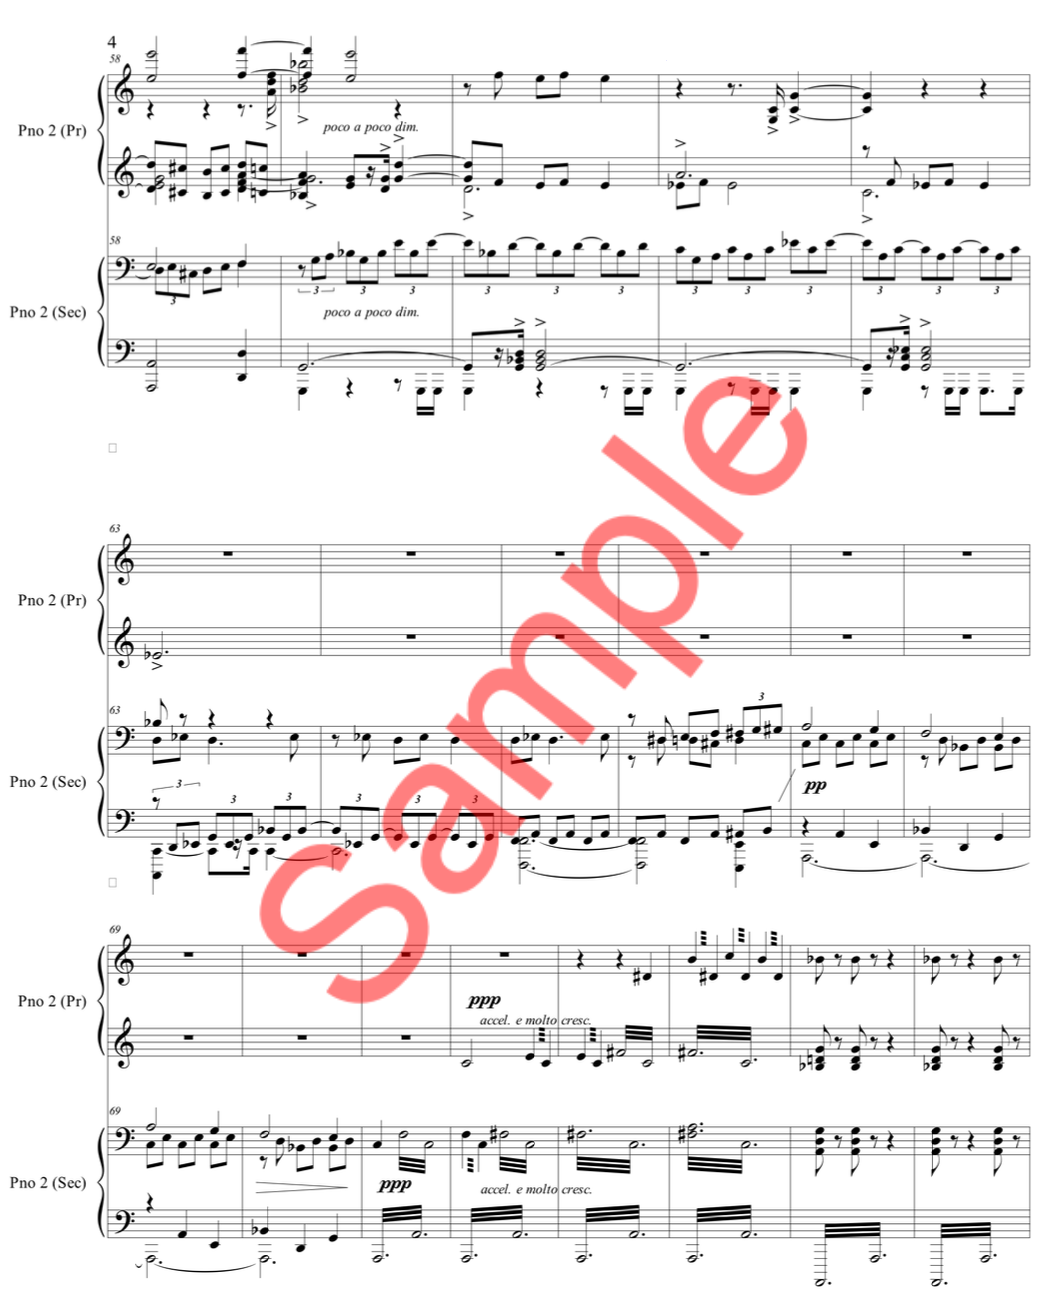 4
58
Pno 2 (Pr)
poco a poco dim.
58
3
3
3
3
3
3
3
3
3
3
3
3
3
Pno 2 (Sec)
poco a poco dim.
Sample
63
Pno 2 (Pr)
63
3
Pno 2 (Sec)
pp
3
3
3
3
3
3
69
Pno 2 (Pr)
ppp
accel. e molto cresc.
69
Pno 2 (Sec)
ppp
accel. e molto cresc.